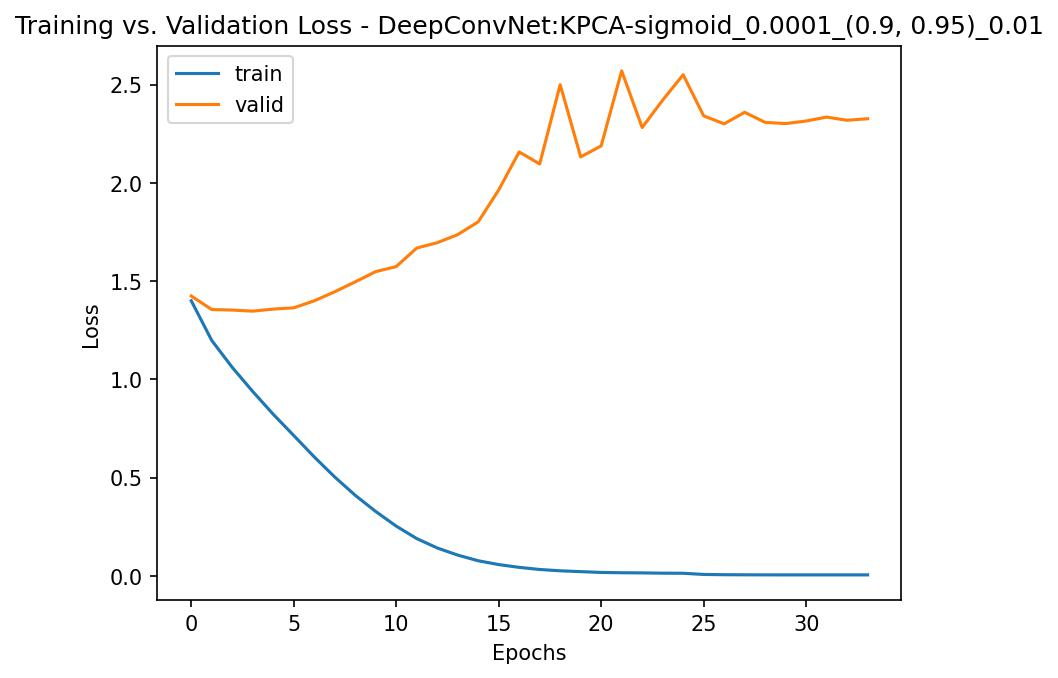 Training vs. Validation Loss - DeepConvNet:KPCA-sigmoid_0.0001_(0.9, 0.95)_0.01
train
valid
2.5
2.0
1.5
1.0
0.5
0.0
Loss
0 5 10 15 20 25 30
Epochs